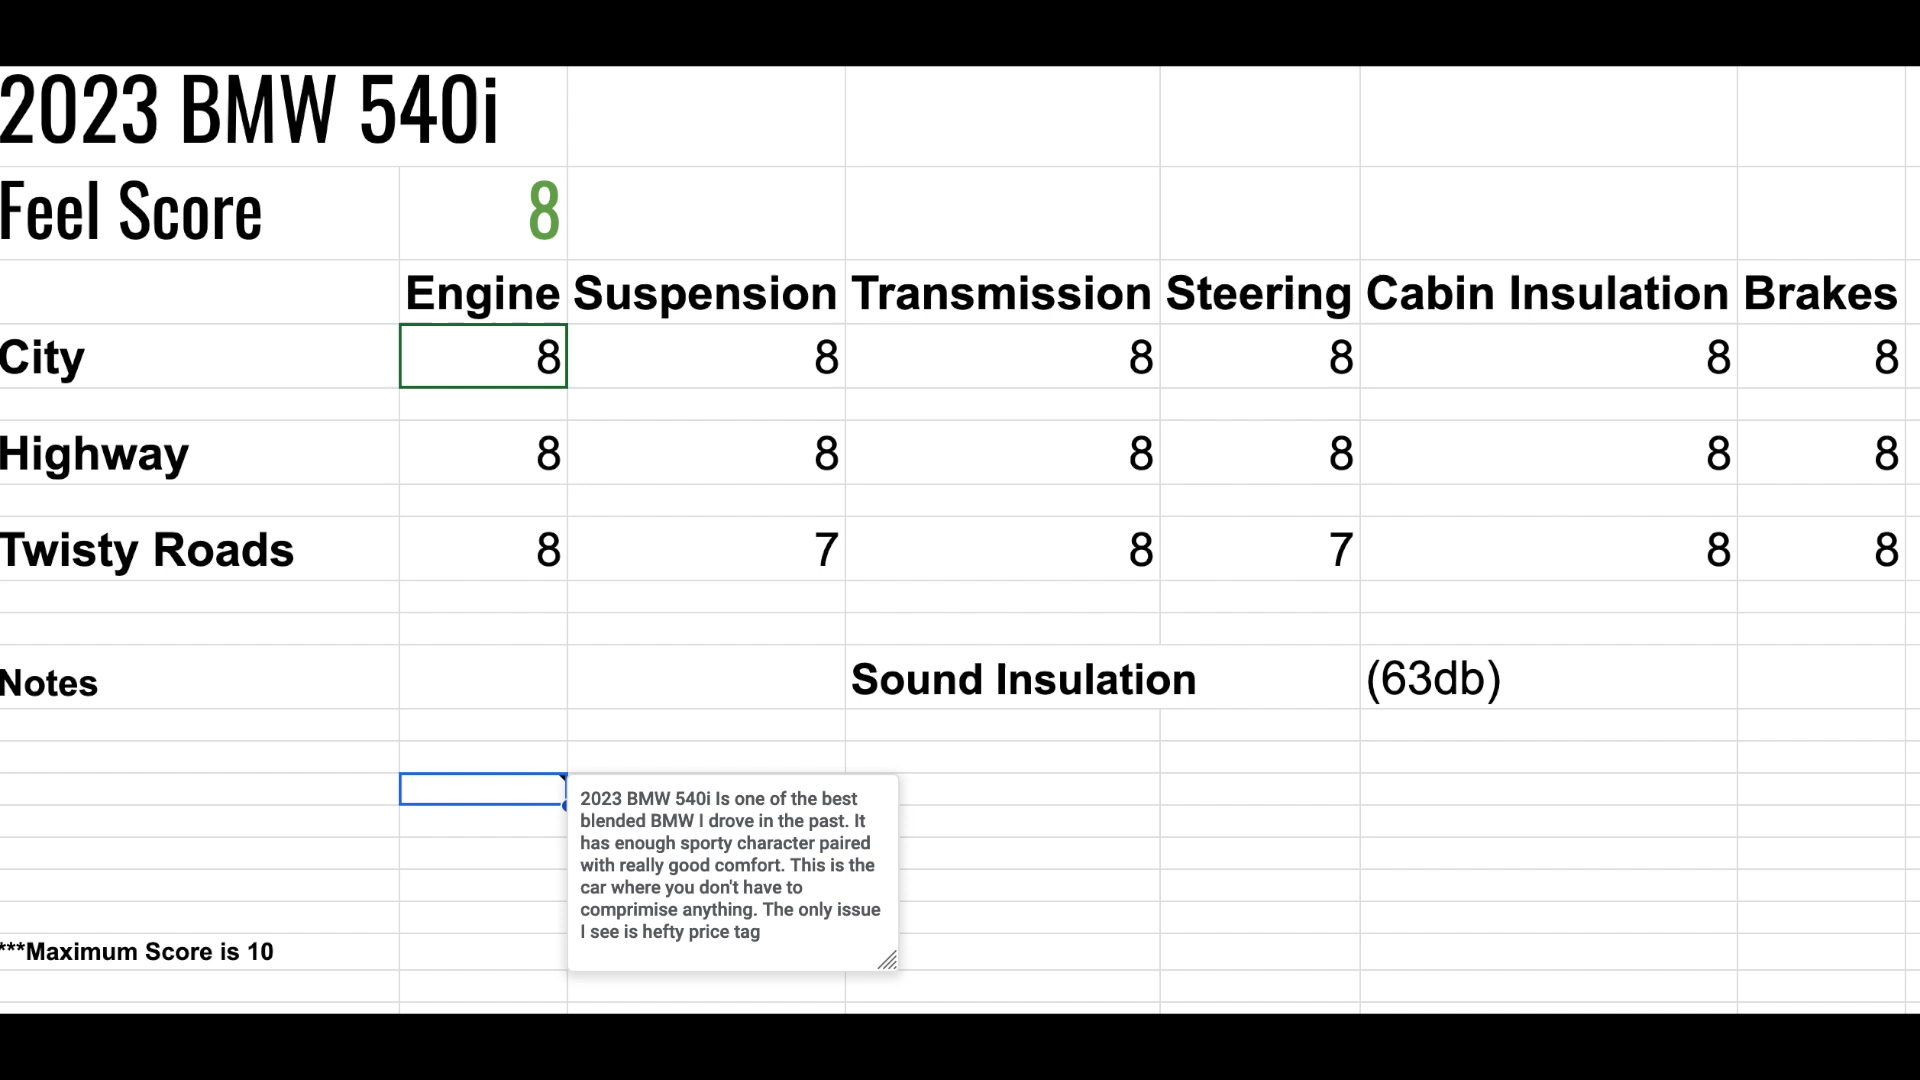 2023 BMW 540i
Feel Score 8
Engine Suspension Transmission Steering Cabin Insulation Brakes
City 8 8 8 8 8 8
Highway 8 8 8 8 8 8
Twisty Roads 8 7 8 7 8 8
Notes Sound Insulation (63db)
2023 BMW 540i Is one of the best
blended BMW I drove in the past. It
has enough sporty character paired
with really good comfort. This is the
car where you don't have to
comprimise anything. The only issue
I see is hefty price tag
***Maximum Score is 10